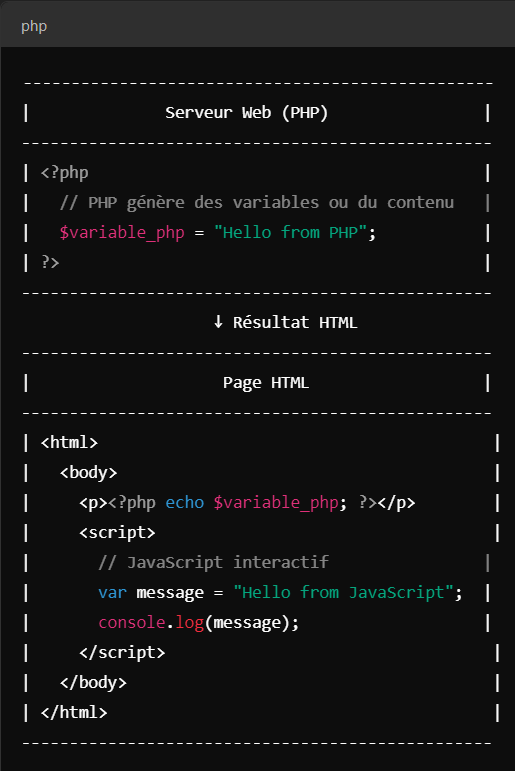 php
-------------------------------------------------
|              Serveur Web (PHP)                |
-------------------------------------------------
| <?php                                         |
|   // PHP génère des variables ou du contenu   |
|   $variable_php = "Hello from PHP";           |
| ?>                                            |
-------------------------------------------------
                    ↓ Résultat HTML
-------------------------------------------------
|                    Page HTML                  |
-------------------------------------------------
| <html>                                         |
|   <body>                                       |
|     <p><?php echo $variable_php; ?></p>        |
|     <script>                                   |
|       // JavaScript interactif                |
|       var message = "Hello from JavaScript";  |
|       console.log(message);                   |
|     </script>                                  |
|   </body>                                      |
| </html>                                        |
-------------------------------------------------